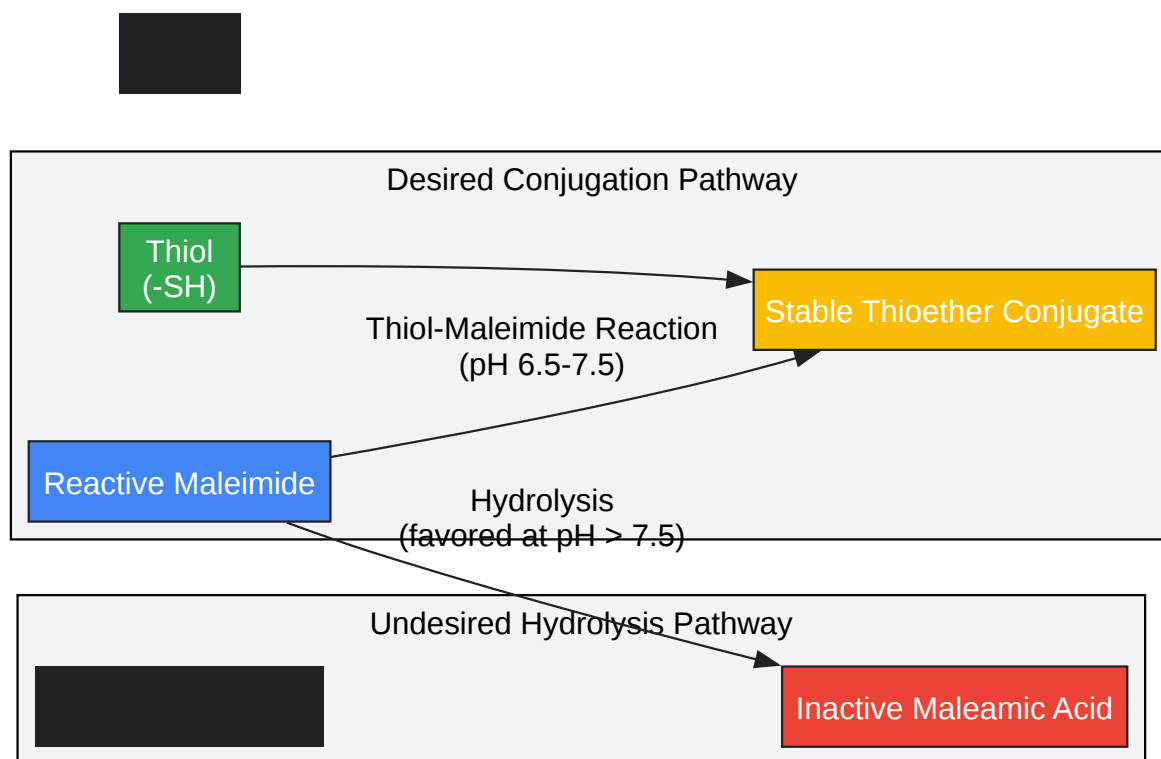 Desired Conjugation Pathway
Thiol
(-SH)
Stable Thioether Conjugate
Thiol-Maleimide Reaction
(pH 6.5-7.5)
Reactive Maleimide
Hydrolysis
(favored at pH > 7.5)
Undesired Hydrolysis Pathway
Inactive Maleamic Acid